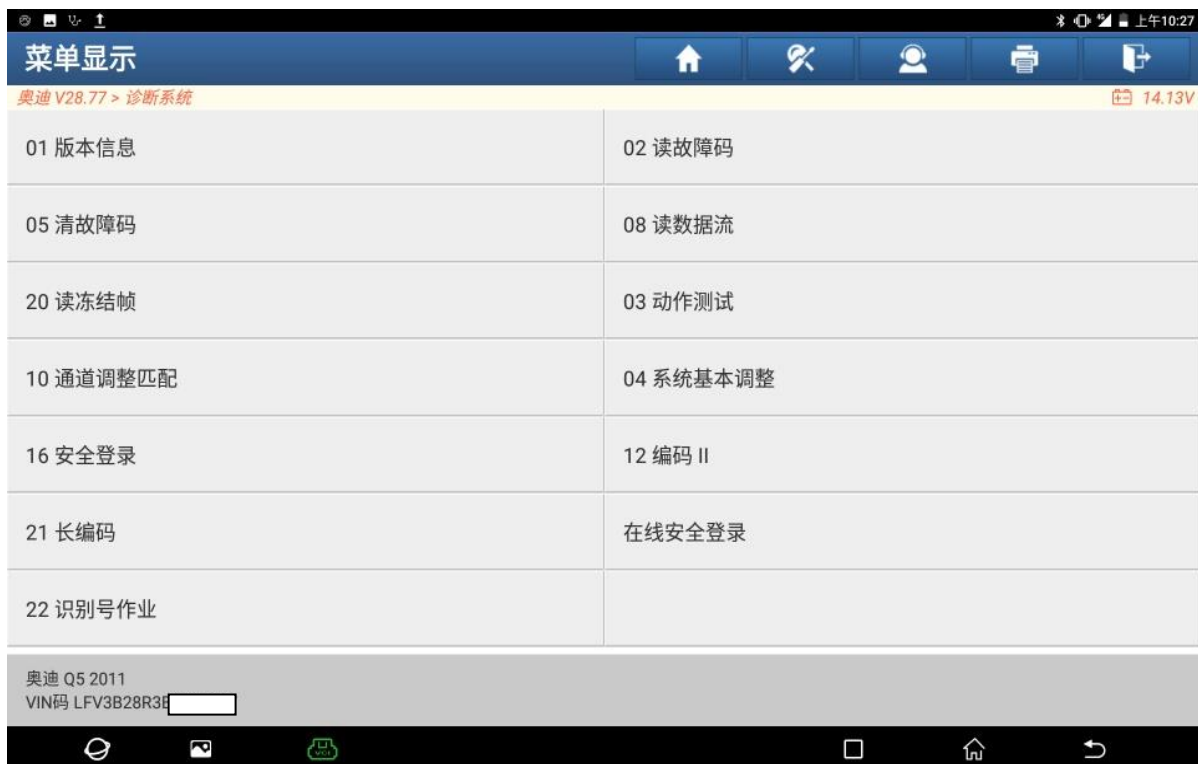 上午10:27
菜单显示
奥迪 V28.77 > 诊断系统
14.13V
01 版本信息
02 读故障码
05 清故障码
08 读数据流
20 读冻结帧
03 动作测试
10 通道调整匹配
04 系统基本调整
16 安全登录
12 编码 II
21 长编码
在线安全登录
22 识别号作业
奥迪 Q5 2011
VIN码 LFV3B28R3
VCI